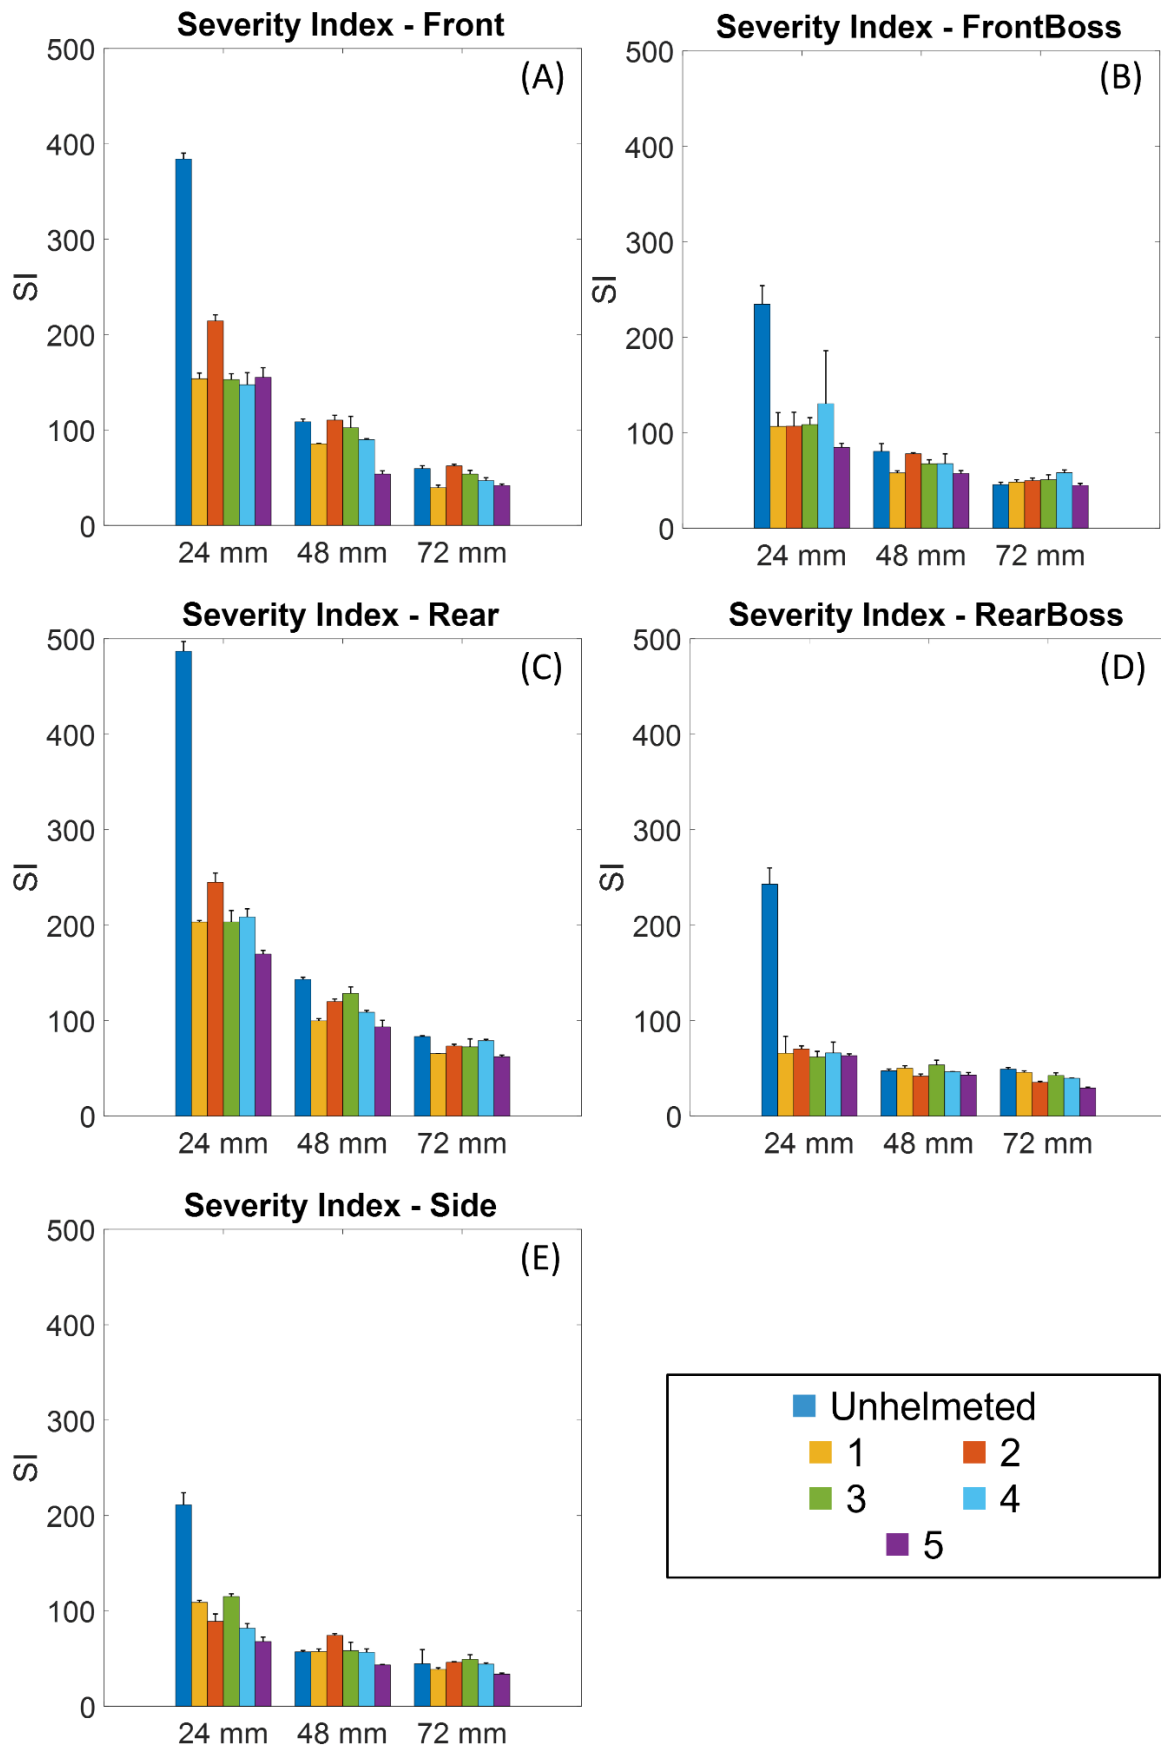 Severity Index - Front
(A)
500
400
300
200
100
0
SI
24 mm 48 mm 72 mm
Severity Index - FrontBoss
(B)
500
400
300
200
100
0
SI
24 mm 48 mm 72 mm
Severity Index - Rear
(C)
500
400
300
200
100
0
SI
24 mm 48 mm 72 mm
Severity Index - RearBoss
(D)
500
400
300
200
100
0
SI
24 mm 48 mm 72 mm
Severity Index - Side
(E)
500
400
300
200
100
0
SI
24 mm 48 mm 72 mm
Unhelmeted
1 2
3 4
5